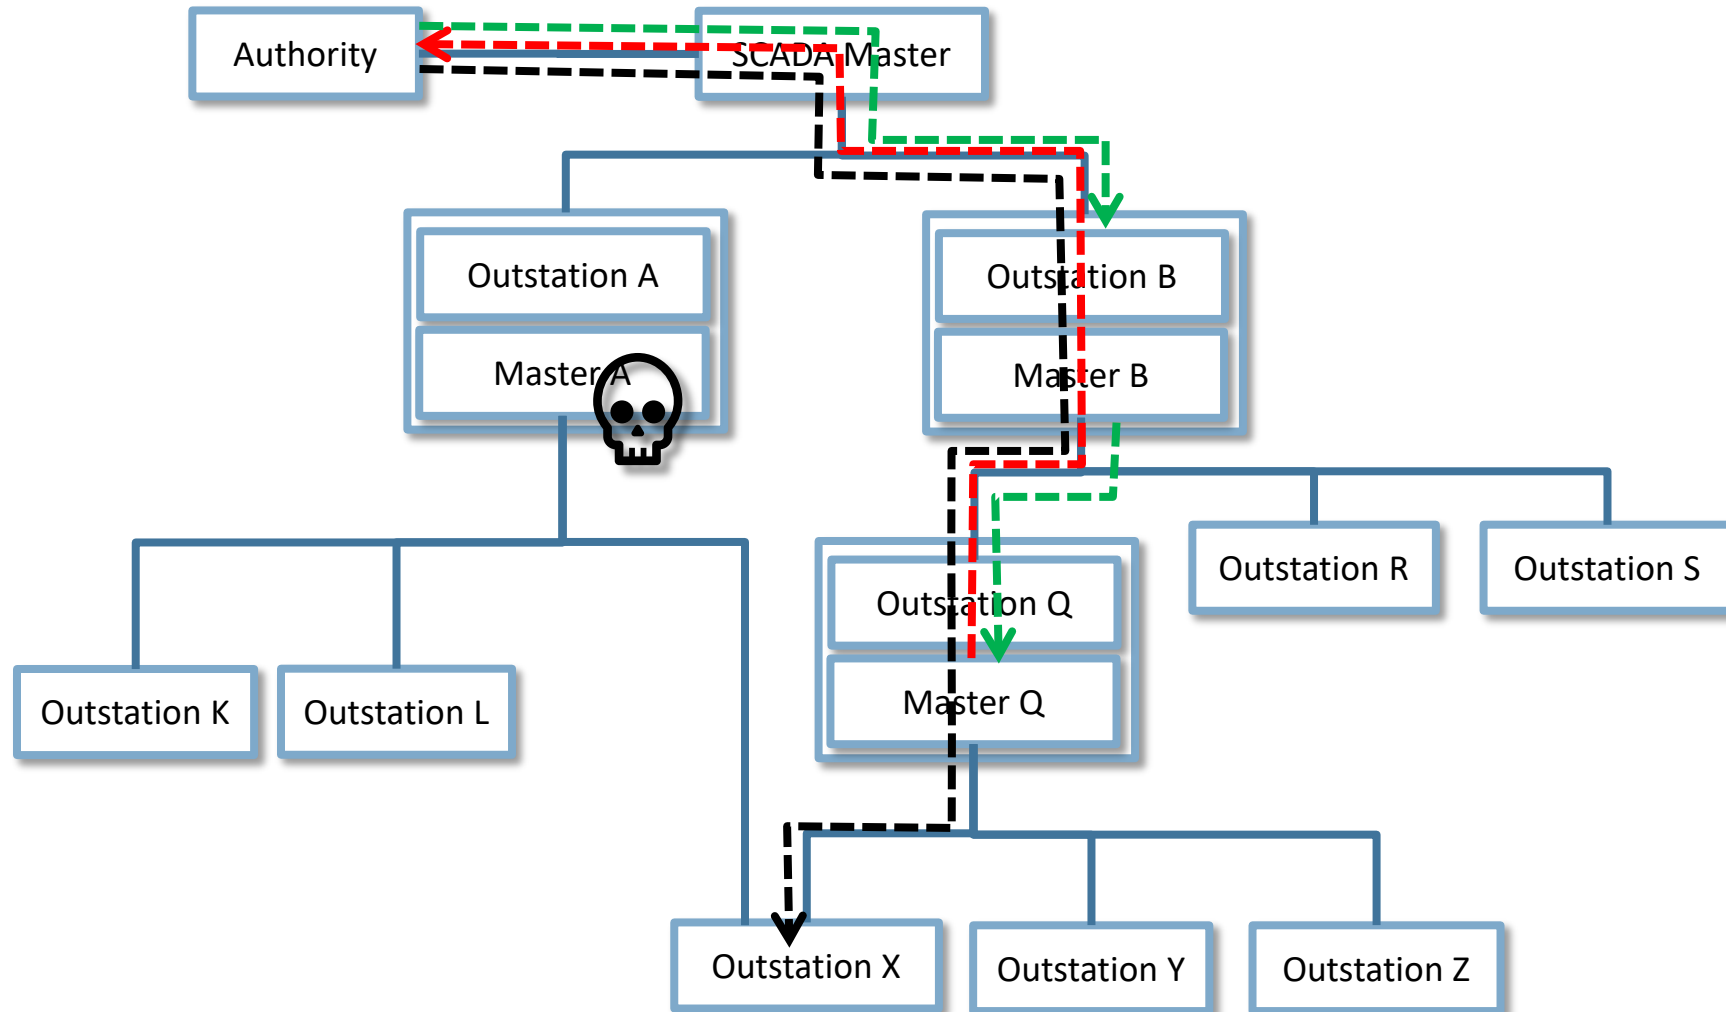 Authority
SCADA Master
Outstation A
Outstation B
Master A
Master B
Outstation R
Outstation S
Outstation Q
Master Q
Outstation K
Outstation L
Outstation X
Outstation Y
Outstation Z